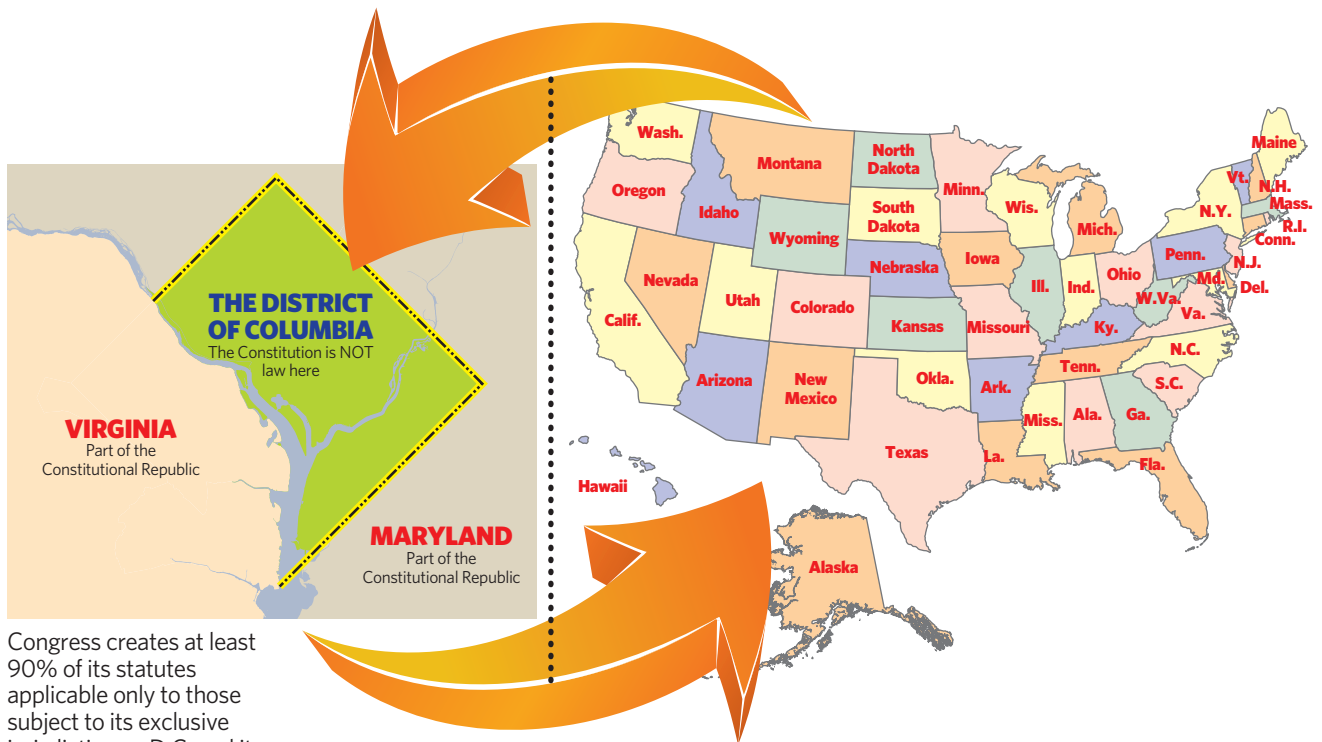 THE DISTRICT
OF COLUMBIA
The Constitution is NOT
law here
VIRGINIA
Part of the
Constitutional Republic
MARYLAND
Part of the
Constitutional Republic
Congress creates at least
90% of its statutes
applicable only to those
subject to its exclusive
Wash.
Oregon
Calif.
Idaho
Nevada
Montana
Wyoming
Utah
Arizona
Colorado
New
Mexico
North
Dakota
South
Dakota
Nebraska
Kansas
Okla.
Texas
Minn.
Iowa
Missouri
Ark.
La.
Wis.
Ill.
Mich.
Ind.
Ohio
Ky.
Tenn.
Miss.
Ala.
Ga.
Fla.
S.C.
N.C.
Va.
W.Va.
Md.
Del.
Penn.
N.J.
N.Y.
Conn.
R.I.
Mass.
Vt.
N.H.
Maine
Hawaii
Alaska